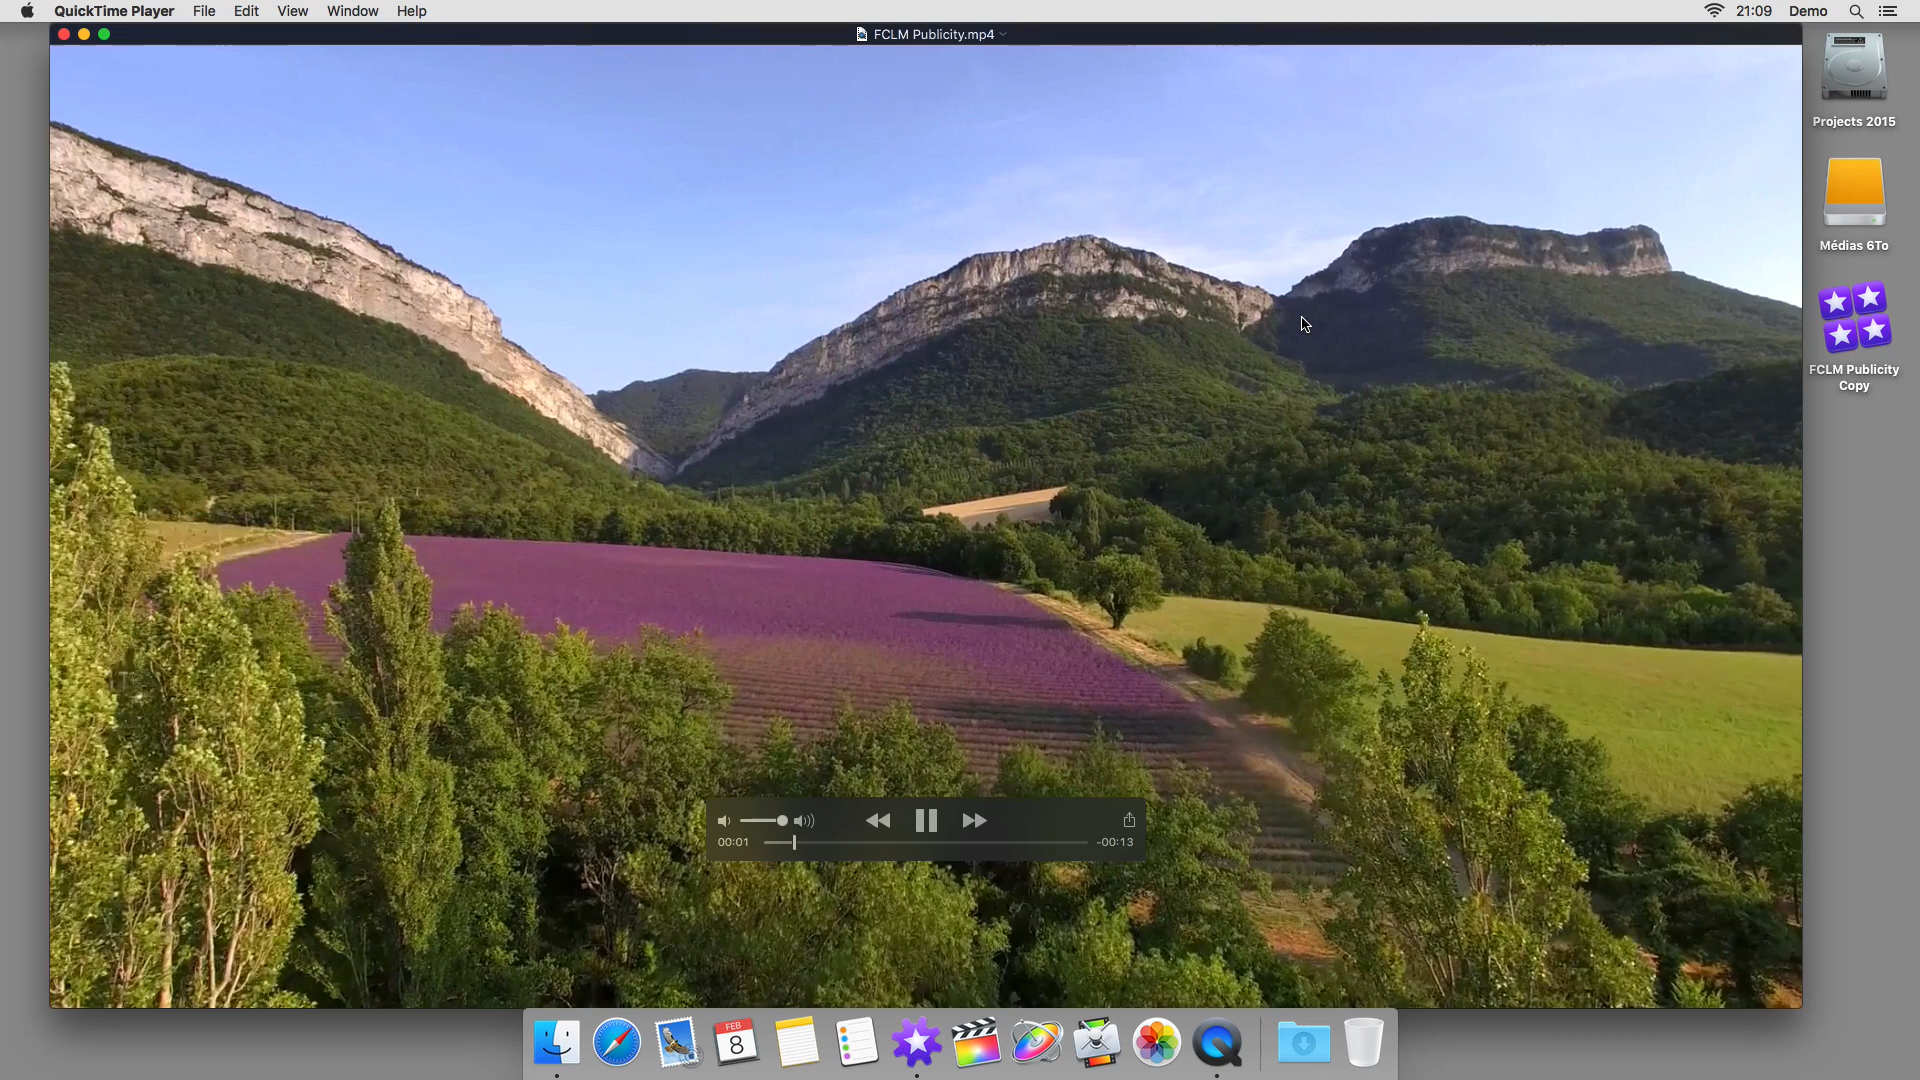 QuickTime Player File Edit View Window Help 21:09 Demo
FCLM Publicity.mp4
Projects 2015
Médias 6To
FCLM Publicity
Copy
00:01 -00:13
FEB
8